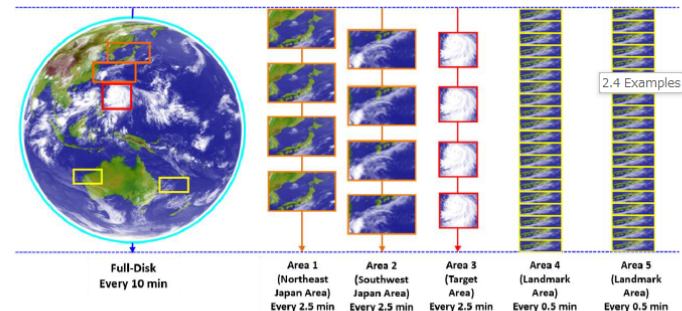 2.4 Examples
Full-Disk
Every 10 min
Area 1
(Northeast
Japan Area)
Every 2.5 min
Area 2
(Southwest
Japan Area)
Every 2.5 min
Area 3
(Target
Area)
Every 2.5 min
Area 4
(Landmark
Area)
Every 0.5 min
Area 5
(Landmark
Area)
Every 0.5 min